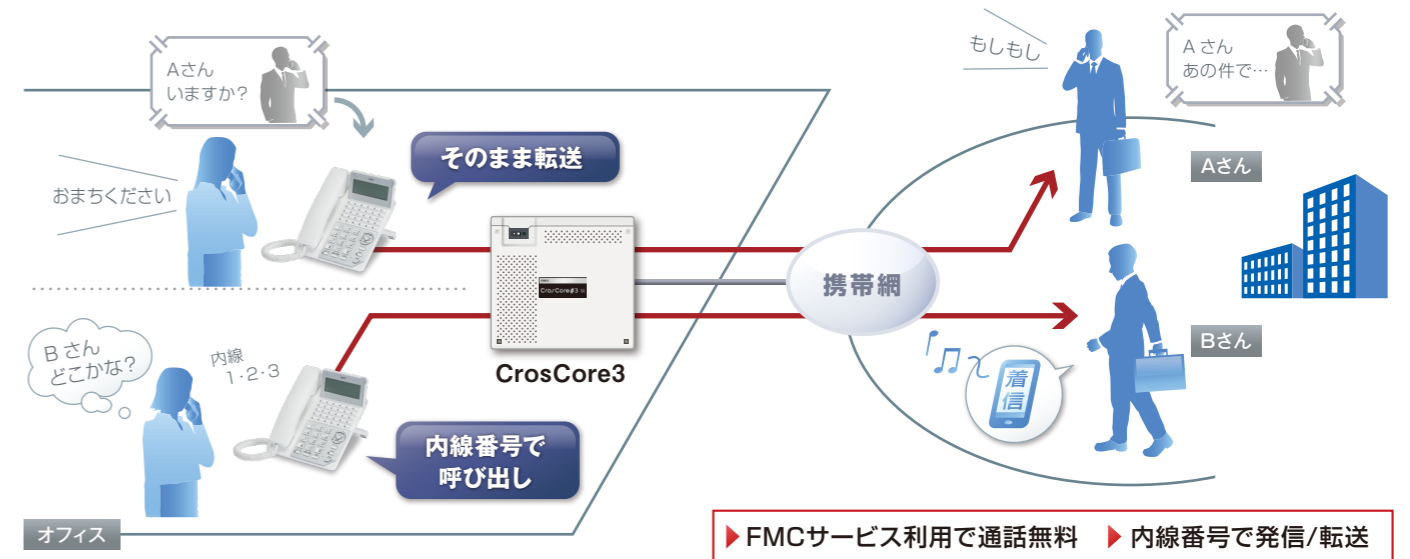 Aさん
いますか?
おまちください
そのまま転送
もしもし
Aさん
あの件で…
Aさん
CrosCore3
CrosCore3
携帯網
Bさん
どこかな?
内線
1・2・3
内線番号で
呼び出し
着
信
Bさん
オフィス
FMCサービス利用で通話無料
内線番号で発信/転送